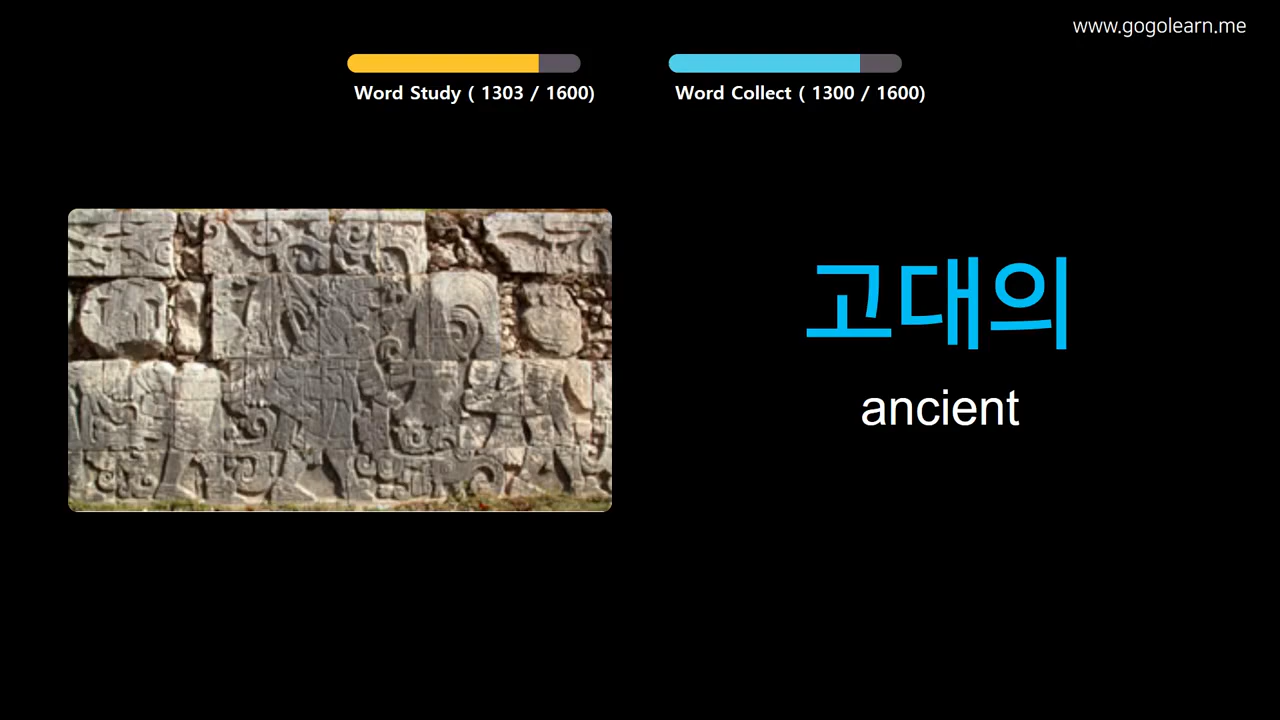 www.gogolearn.me
Word Study ( 1303 / 1600)
Word Collect ( 1300 / 1600)
고대의
ancient